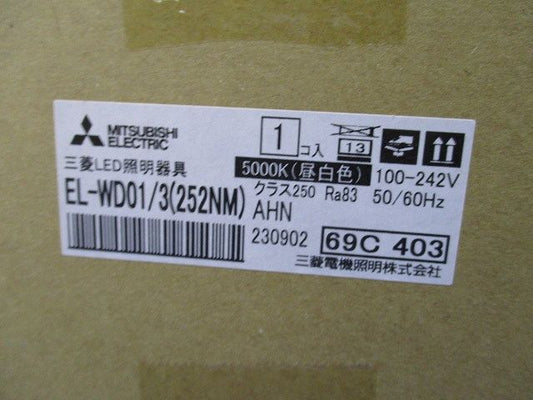 MITSUBISHI
ELECTRIC
1 コ入
13
三菱LED照明器具
5000K(昼白色)
100-242V
EL-WD01/3(252NM)
クラス250 Ra83 50/60Hz
AHN
230902
69C 403
三菱電機照明株式会社